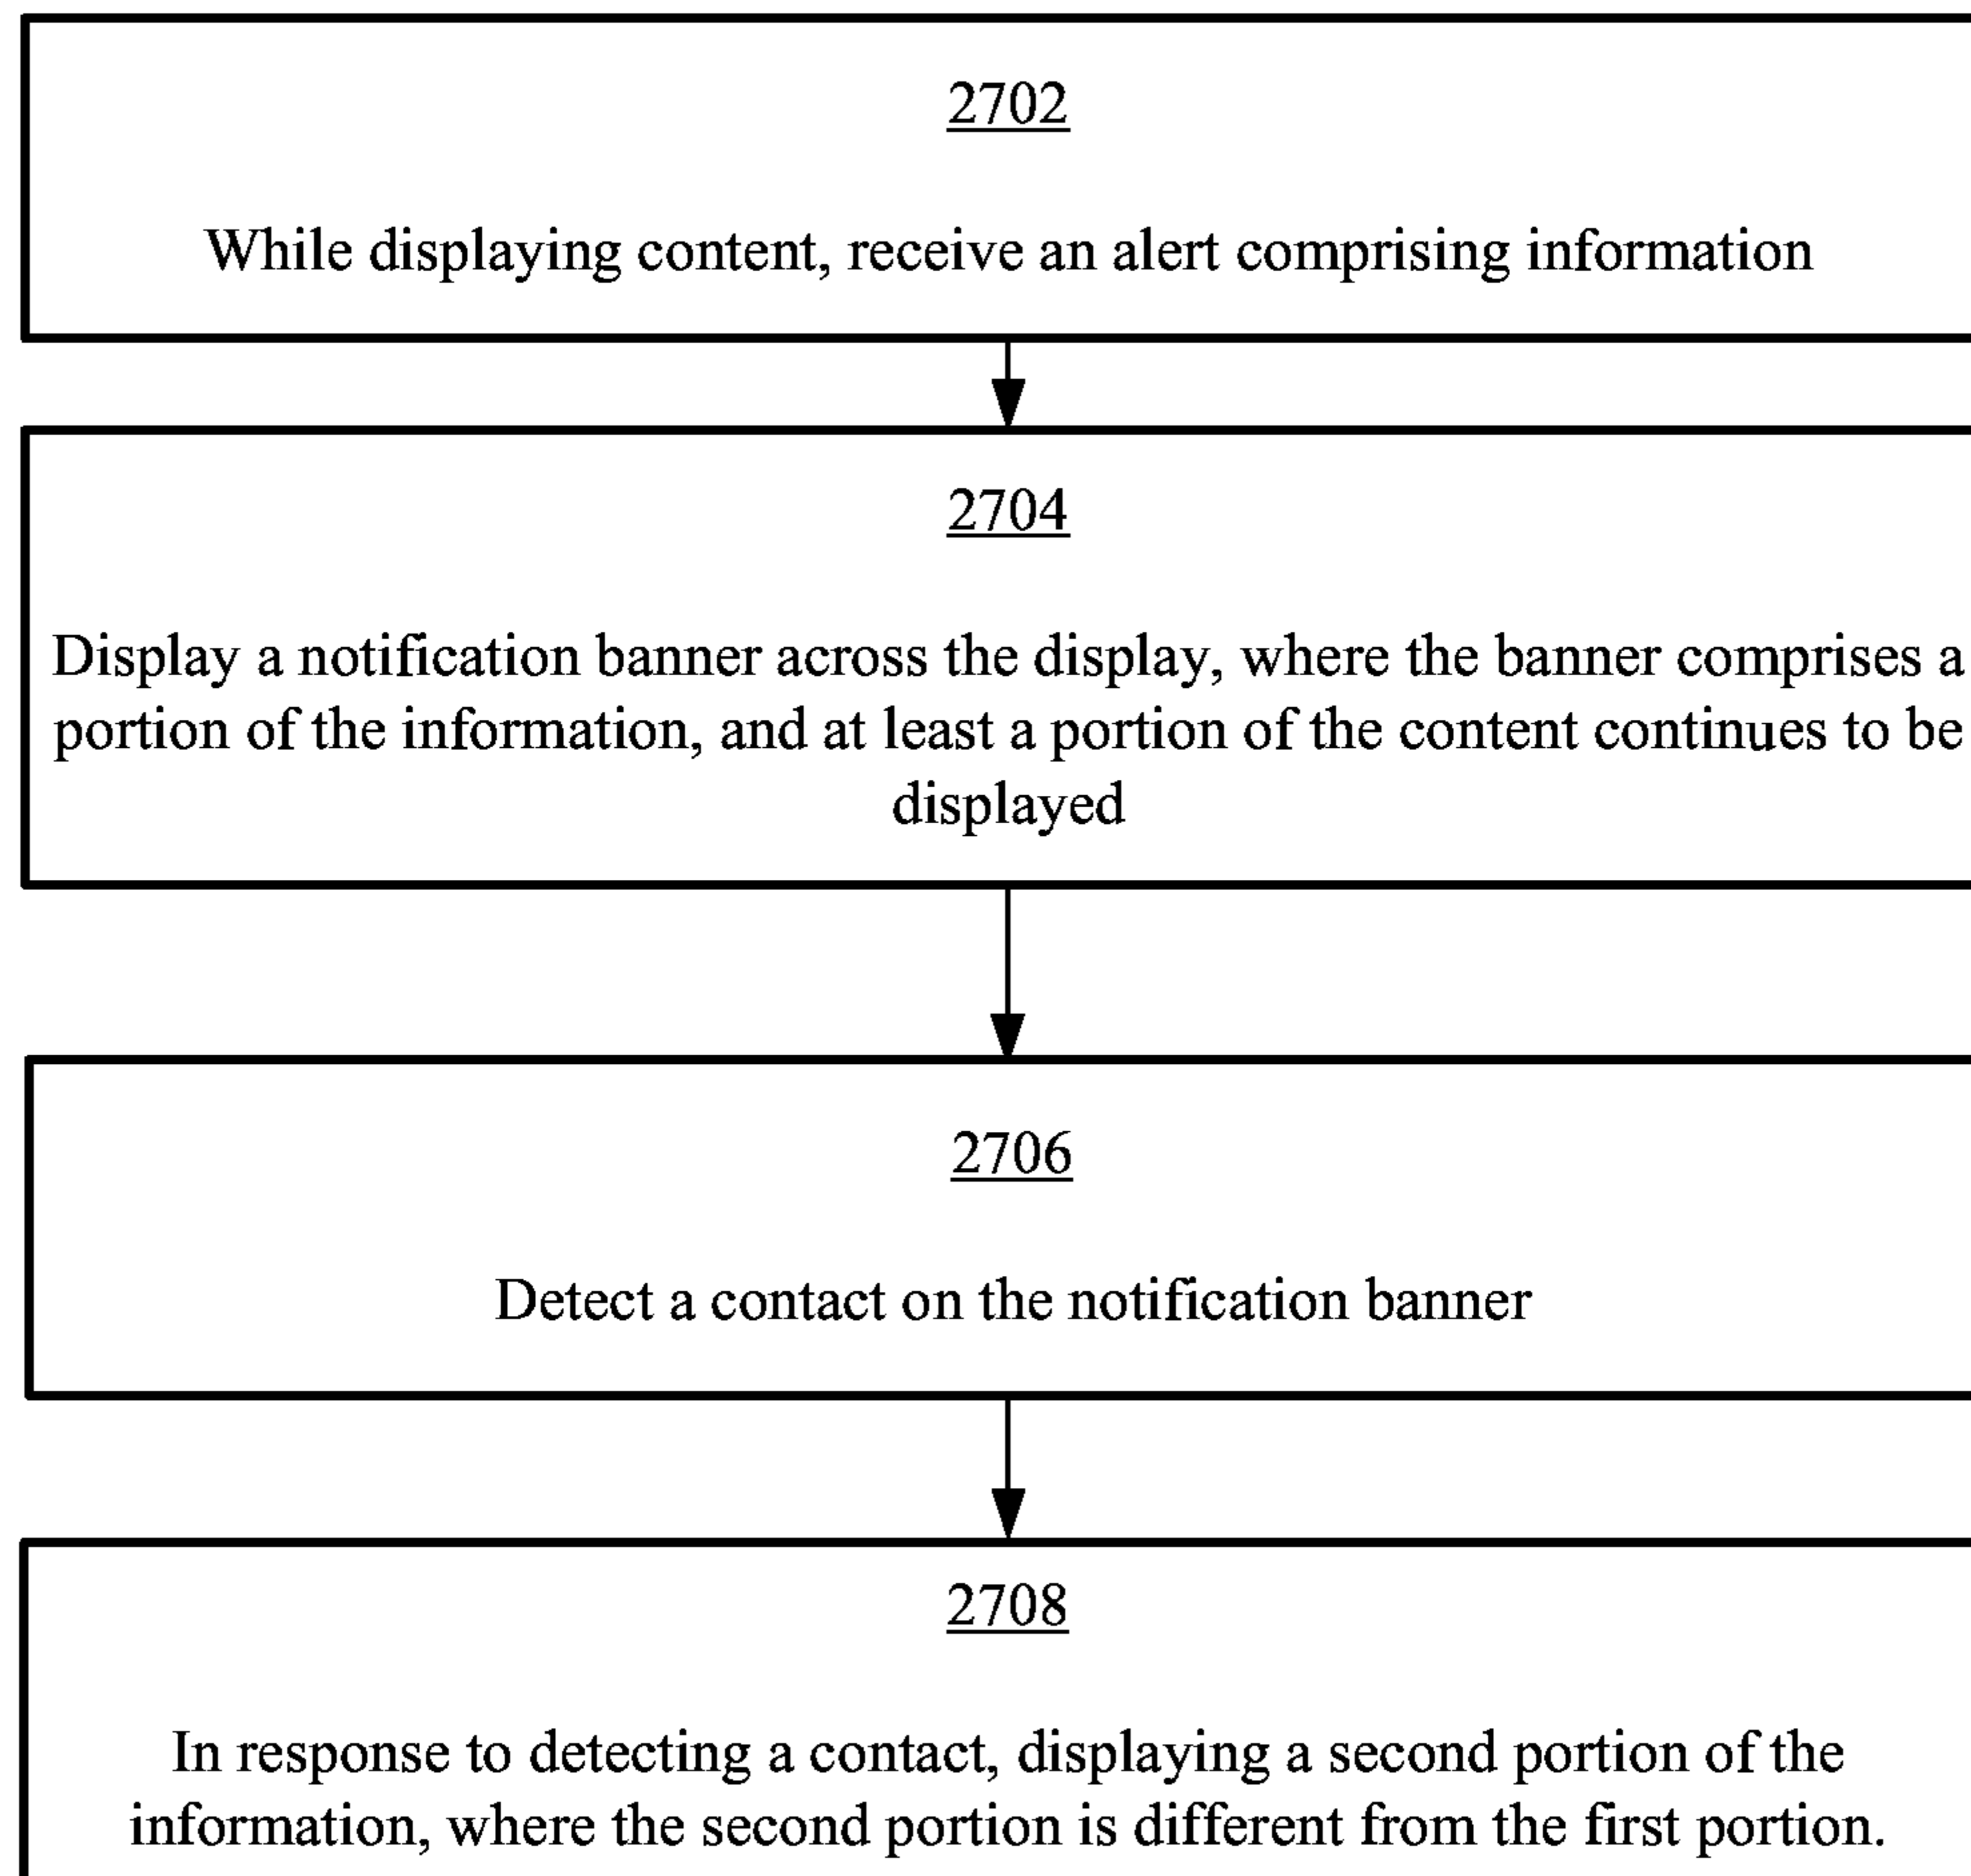 2702
While displaying content, receive an alert comprising information
2704
Display a notification banner across the display, where the banner comprises a
portion of the information, and at least a portion of the content continues to be
displayed
2706
Detect a contact on the notification banner
2708
In response to detecting a contact, displaying a second portion of the
information, where the second portion is different from the first portion.